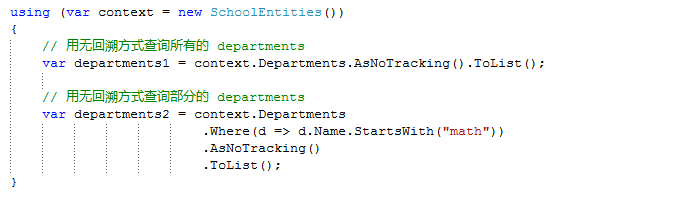 using (var context = new SchoolEntities())
{
    // 用无回溯方式查询所有的 departments
    var departments1 = context.Departments.AsNoTracking().ToList();

    // 用无回溯方式查询部分的 departments
    var departments2 = context.Departments
                        .Where(d => d.Name.StartsWith("math"))
                        .AsNoTracking()
                        .ToList();
}